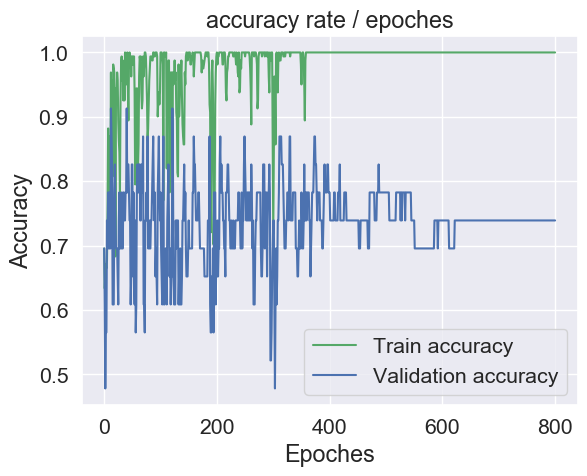 accuracy rate / epoches
1.0
0.9
0.8
0.7
0.6
0.5
Accuracy
Train accuracy
Validation accuracy
0 200 400 600 800
Epoches